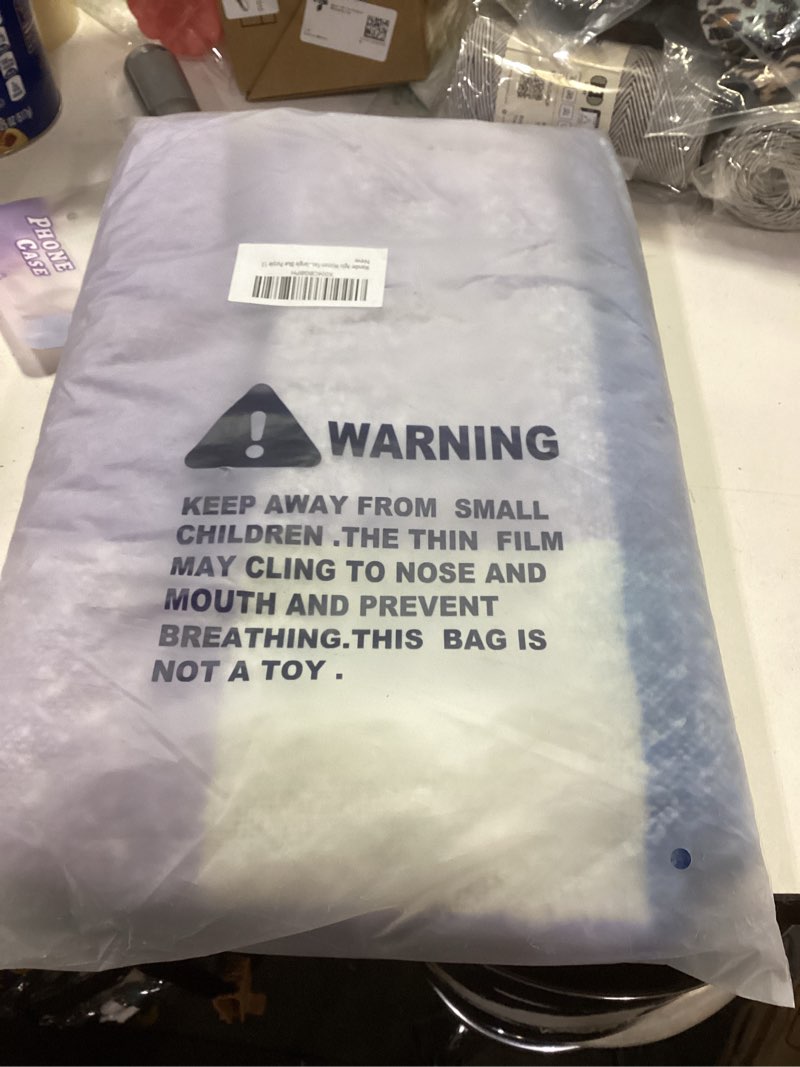 PHONE
CASE
New
WARNING
KEEP AWAY FROM SMALL
CHILDREN .THE THIN FILM
MAY CLING TO NOSE AND
MOUTH AND PREVENT
BREATHING.THIS BAG IS
NOT A TOY .